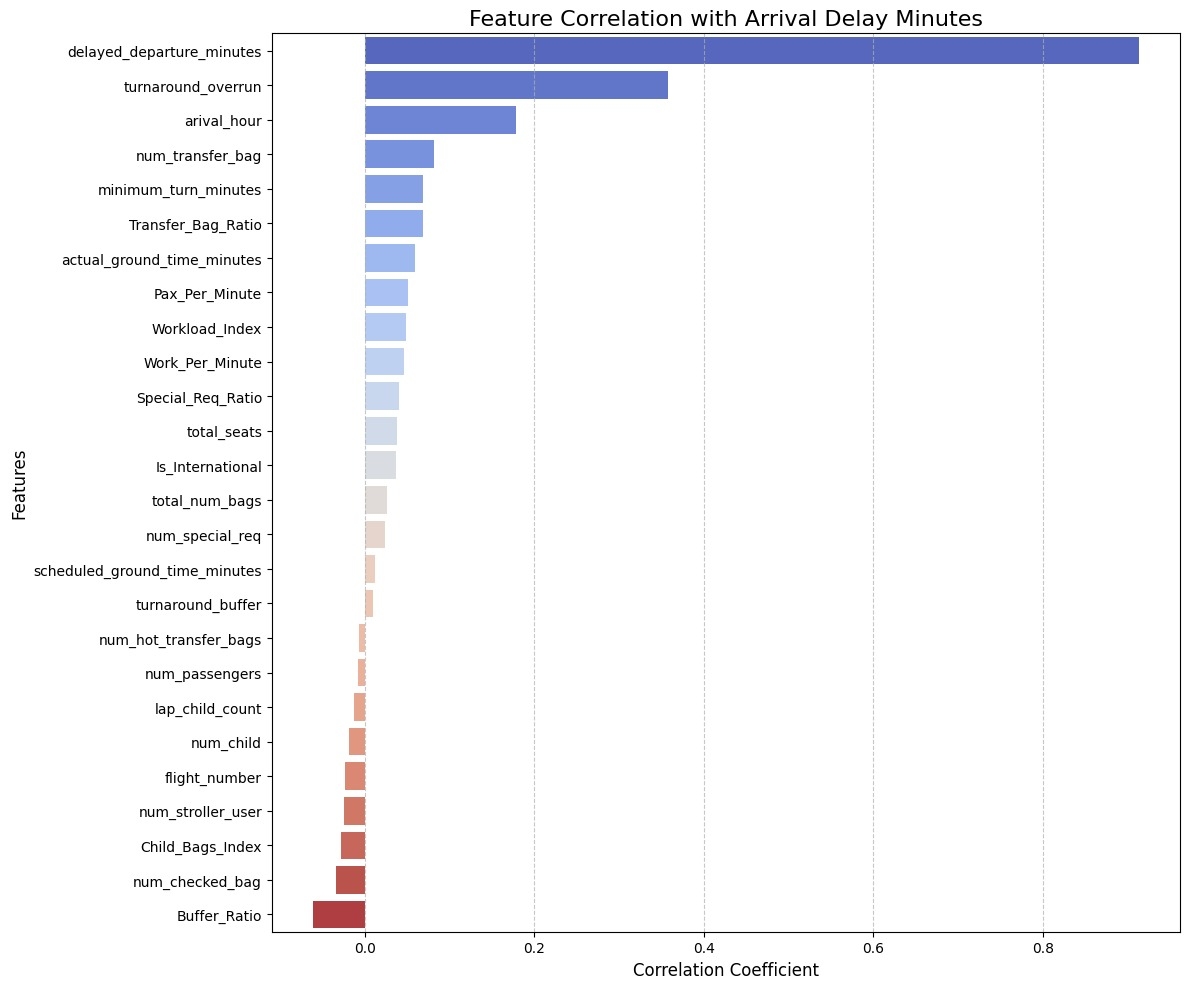 Feature Correlation with Arrival Delay Minutes
delayed_departure_minutes
turnaround_overrun
arival_hour
num_transfer_bag
minimum_turn_minutes
Transfer_Bag_Ratio
actual_ground_time_minutes
Pax_Per_Minute
Workload_Index
Work_Per_Minute
Special_Req_Ratio
total_seats
Is_International
total_num_bags
num_special_req
scheduled_ground_time_minutes
turnaround_buffer
num_hot_transfer_bags
num_passengers
lap_child_count
num_child
flight_number
num_stroller_user
Child_Bags_Index
num_checked_bag
Buffer_Ratio
Features
0.0 0.2 0.4 0.6 0.8
Correlation Coefficient